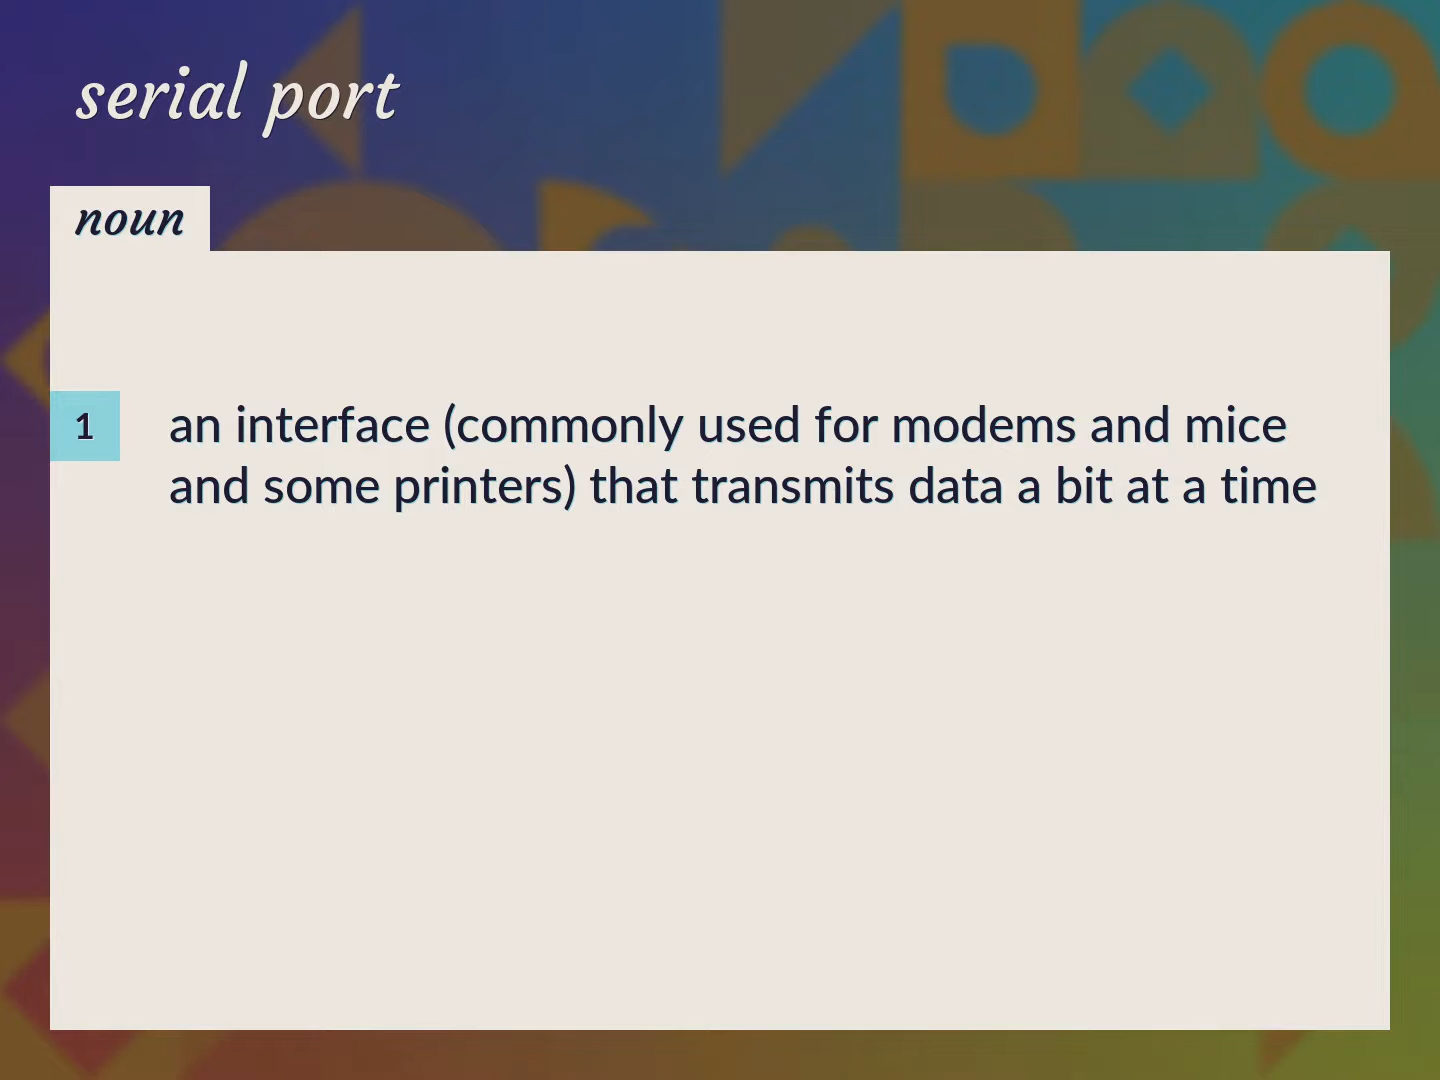 serial port
noun
1
an interface (commonly used for modems and mice
and some printers) that transmits data a bit at a time